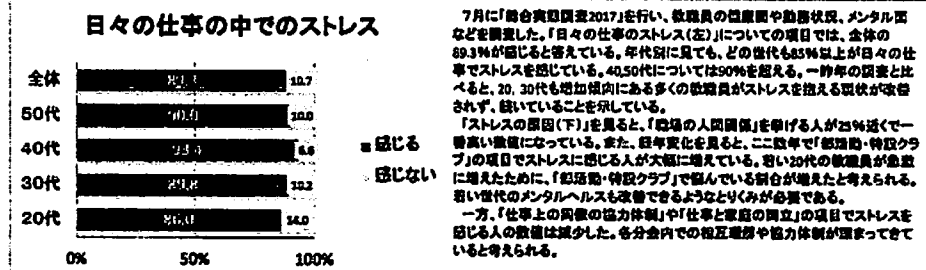 日々の仕事の中でのストレス
全体
89.3
10.7
50代
90.0
10.0
40代
93.4
6.6
30代
89.8
10.2
20代
86.0
14.0
0%
50%
100%
感じる
感じない
7月に「総合実態調査2017」を行い、教職員の健康面や勤務状況、メンタル面
などを調査した。「日々の仕事のストレス(左)」についての項目では、全体の
89.3%が感じると答えている。年代別に見ても、どの世代も85%以上が日々の仕
事でストレスを感じている。40,50代については90%を超える。一昨年の調査と比
べると、20、30代も増加傾向にある多くの教職員がストレスを抱える現状が改善
されず、続いていることを示している。
「ストレスの原因(下)」を見ると、「職場の人間関係」を挙げる人が25%近くで一
番高い数値になっている。また、経年変化を見ると、ここ数年で「部活動・特設クラ
ブ」の項目でストレスに感じる人が大幅に増えている。若い20代の教職員が急激
に増えたために、「部活動・特設クラブ」で悩んでいる割合が増えたと考えられる。
若い世代のメンタルヘルスも改善できるようなとりくみが必要である。
一方、「仕事上の同僚の協力体制」や「仕事と家庭の両立」の項目でストレスを
感じる人の数値は減少した。各分会内での相互理解や協力体制が深まってきて
いると考えられる。